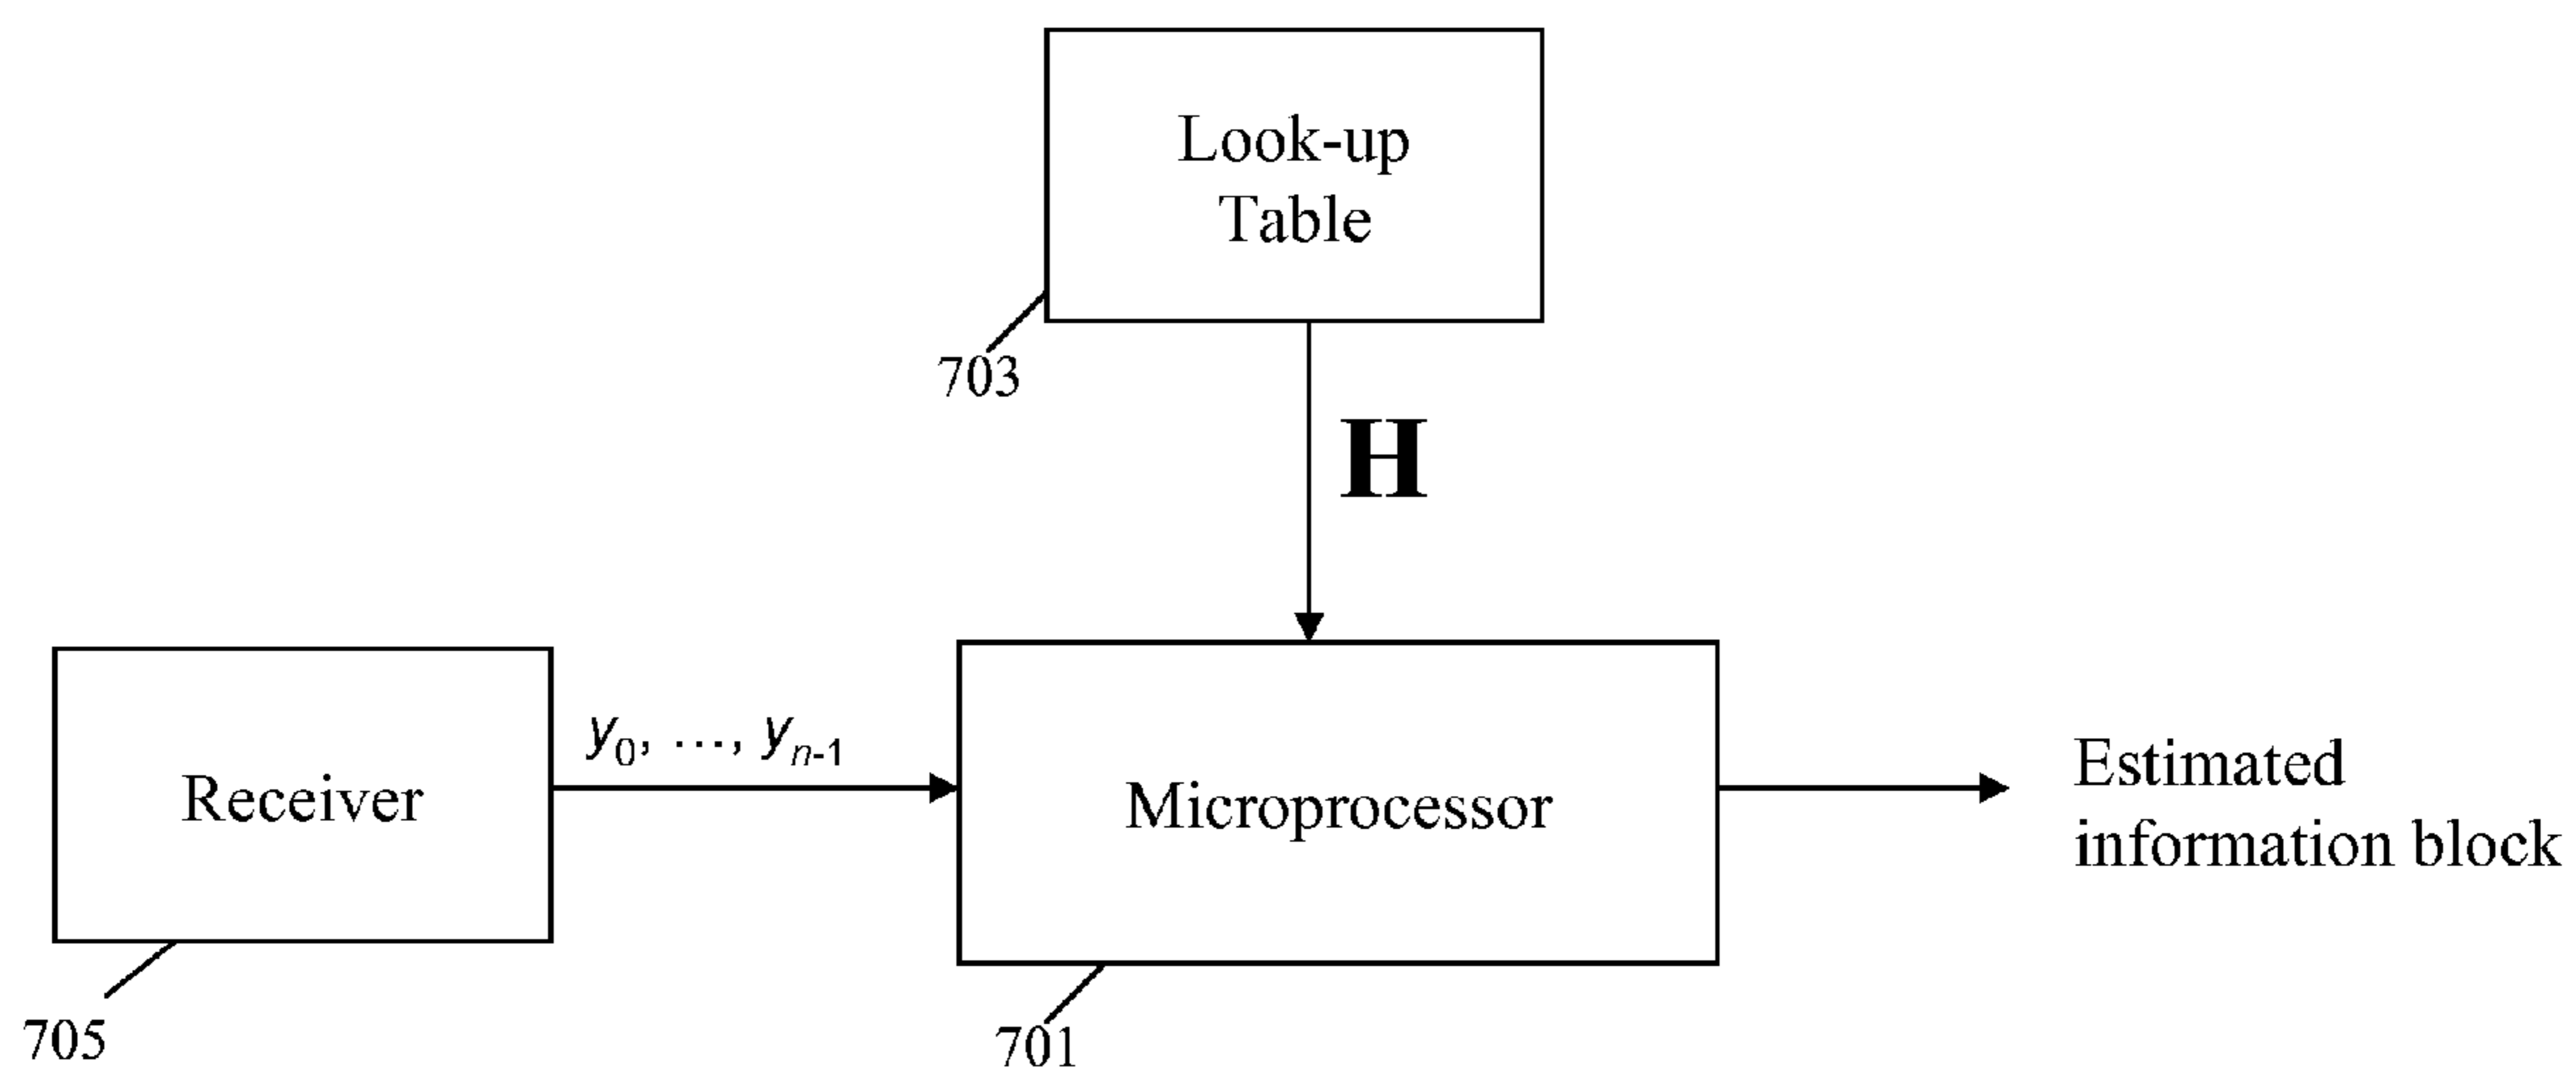 Look-up
Table
703
H
y0, ..., yn-1
Receiver
Microprocessor
Estimated
information block
705
701